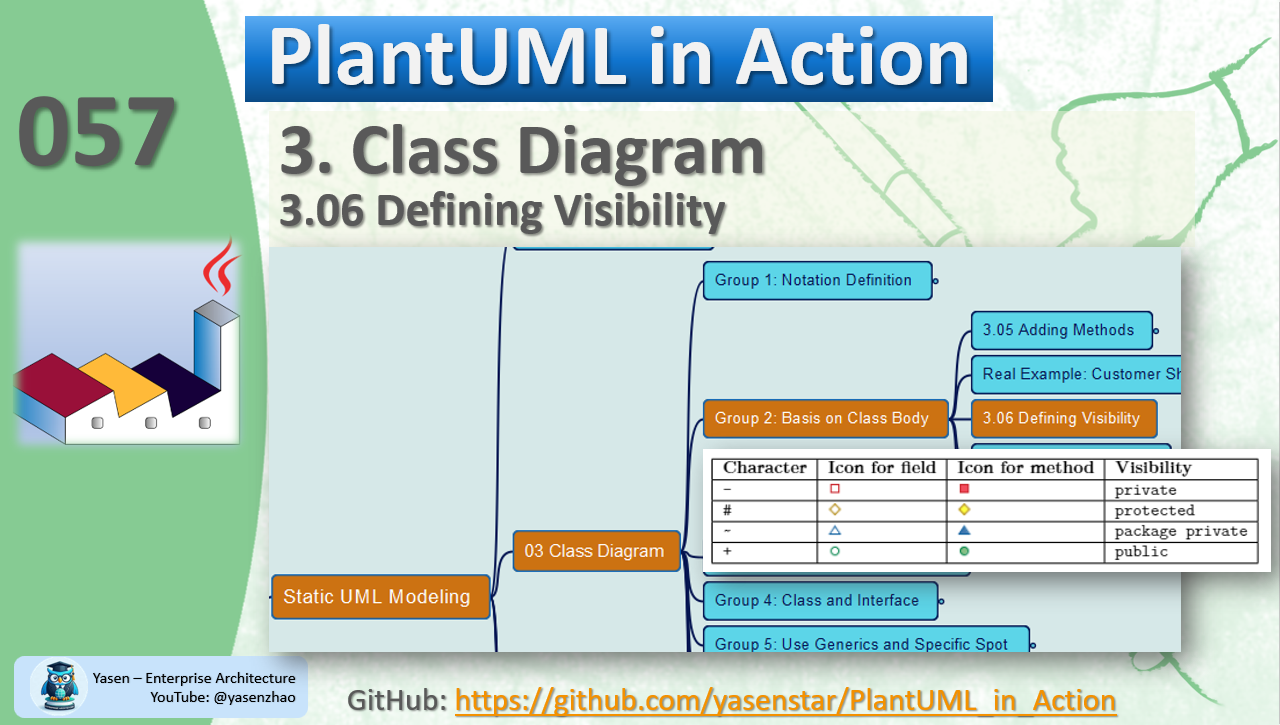 PlantUML in Action
057
3. Class Diagram
3.06 Defining Visibility
Group 1: Notation Definition
3.05 Adding Methods
Real Example: Customer
Group 2: Basis on Class Body
3.06 Defining Visibility
Character Icon for field Icon for method Visibility
- private
# protected
~ package private
+ public
03 Class Diagram
Static UML Modeling
Group 4: Class and Interface
Group 5: Use Generics and Specific Spot
Yasen – Enterprise Architecture
YouTube: @yasenzhao
GitHub: https://github.com/yasenstar/PlantUML_in_Action